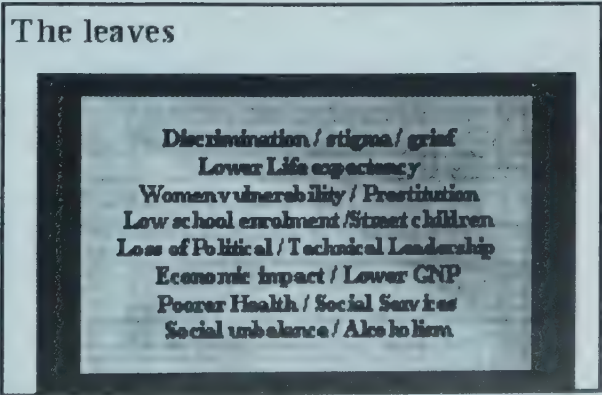 The leaves
Discrimination / stigma / grief
Lower Life expectancy
Women vulnerability / Prostitution
Low school enrolment /Street children
Loss of Political / Technical Leadership
Economic impact / Lower GNP
Poorer Health / Social Services
Social unbalance / Alcoholism